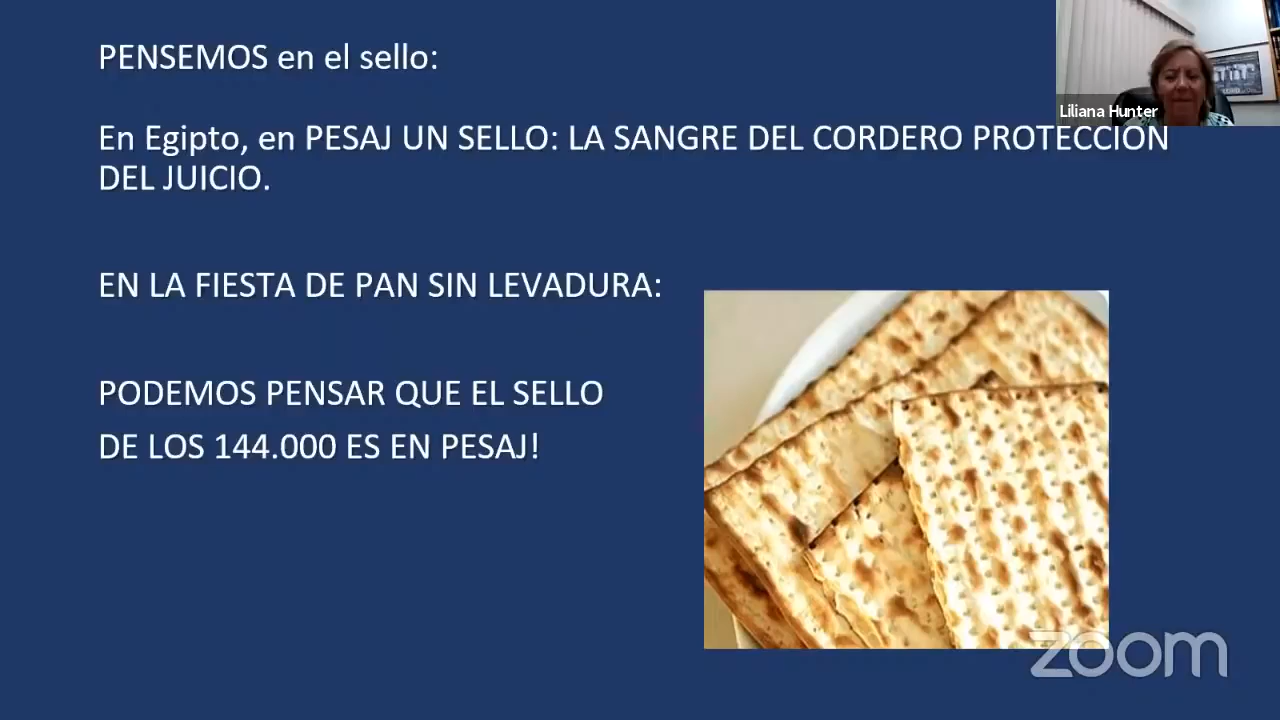 PENSEMOS en el sello:
Liliana Hunter
En Egipto, en PESAJ UN SELLO: LA SANGRE DEL CORDERO PROTECCIÓN
DEL JUICIO.
EN LA FIESTA DE PAN SIN LEVADURA:
PODEMOS PENSAR QUE EL SELLO
DE LOS 144.000 ES EN PESAJ!
zoom